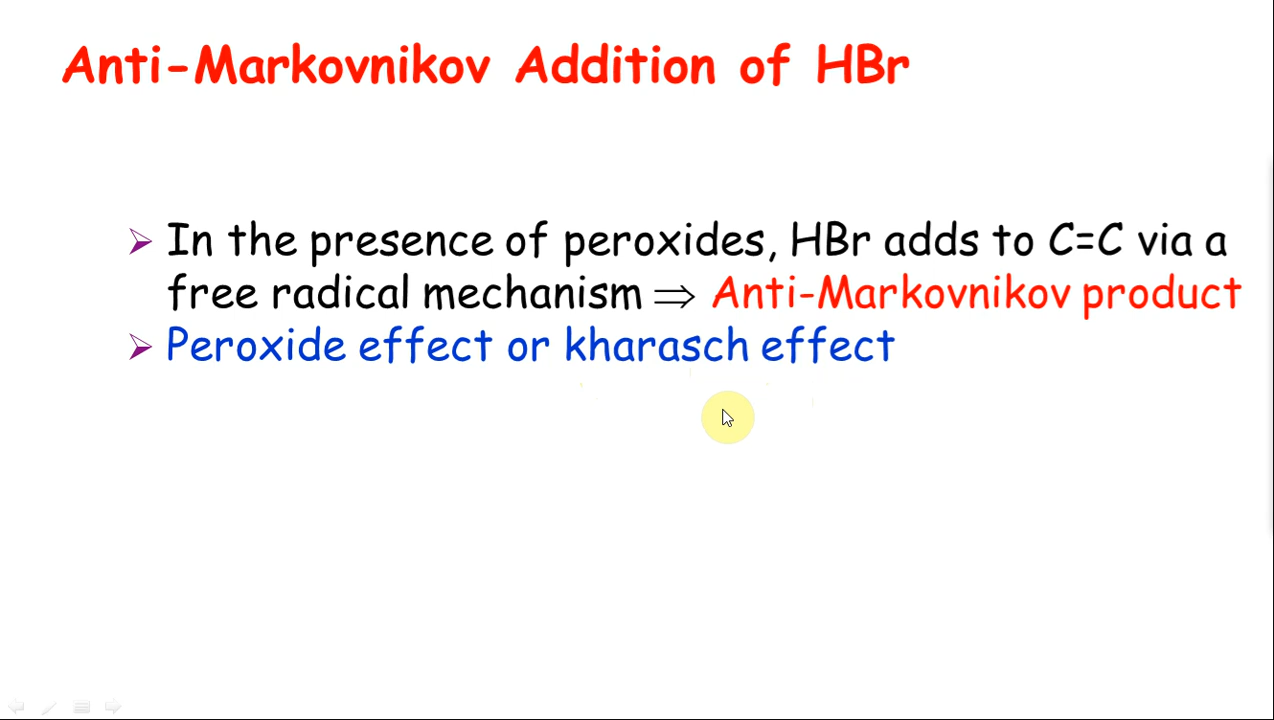 Anti-Markovnikov Addition of HBr
➢ In the presence of peroxides, HBr adds to C=C via a
free radical mechanism ⇒ Anti-Markovnikov product
➢ Peroxide effect or kharasch effect